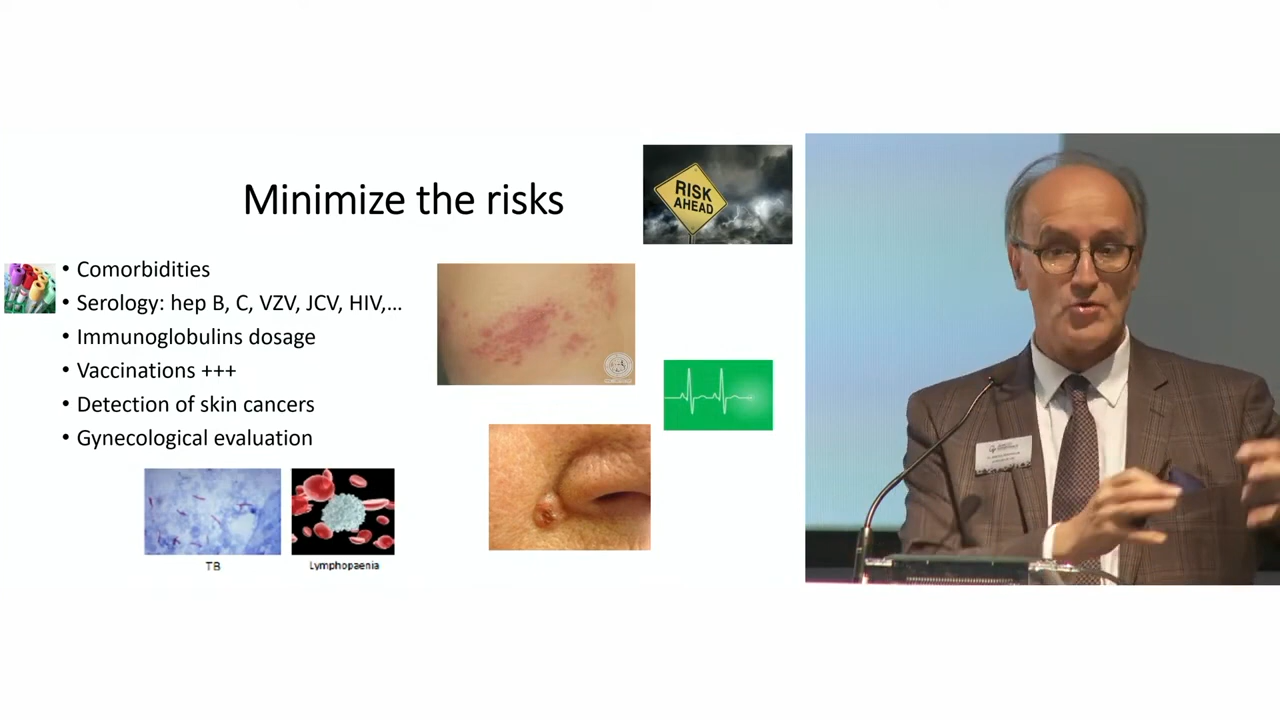 Minimize the risks
RISK
AHEAD
• Comorbidities
• Serology: hep B, C, VZV, JCV, HIV,...
• Immunoglobulins dosage
• Vaccinations +++
• Detection of skin cancers
• Gynecological evaluation
TB
Lymphopaenia